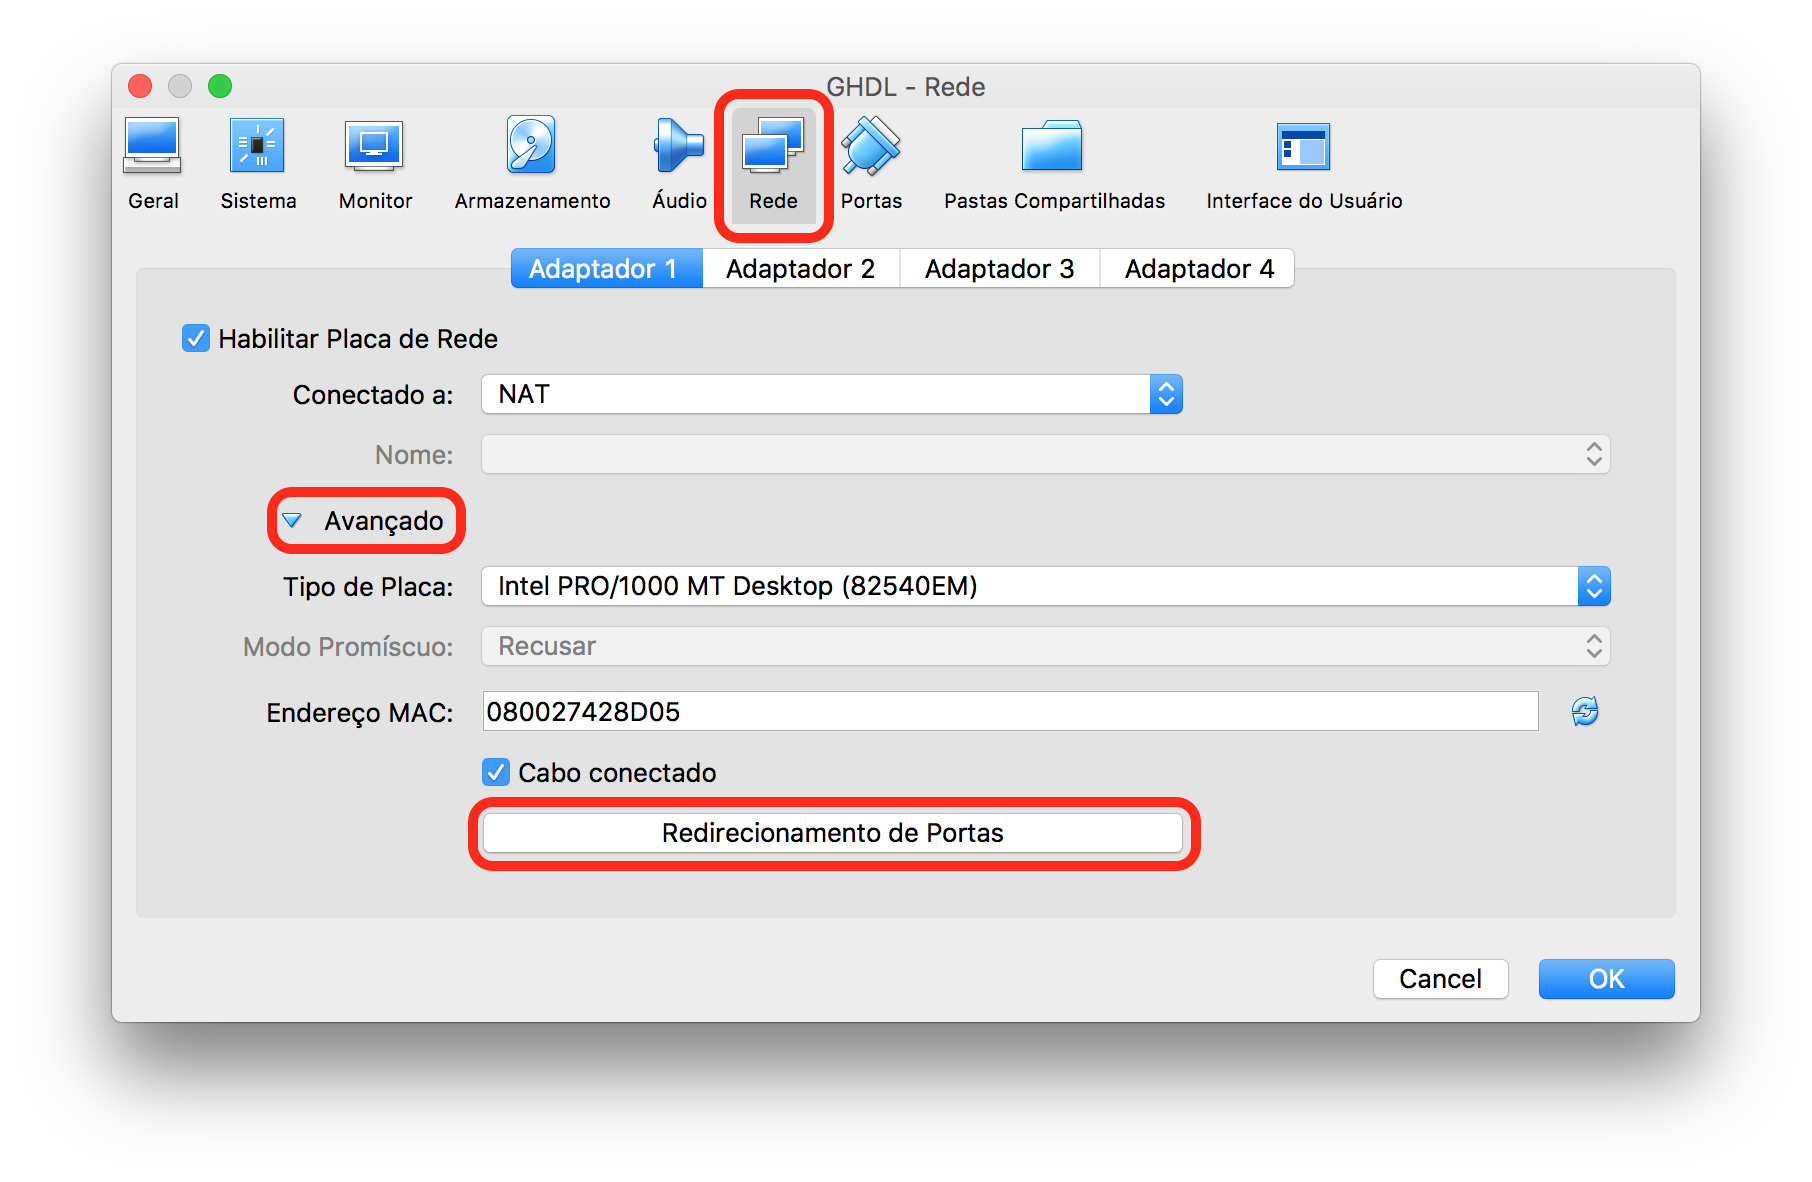 GHDL - Rede
Geral Sistema Monitor Armazenamento Áudio Rede Portas Pastas Compartilhadas Interface do Usuário
Adaptador 1 Adaptador 2 Adaptador 3 Adaptador 4
Habilitar Placa de Rede
Conectado a: NAT
Nome:
Avançado
Tipo de Placa: Intel PRO/1000 MT Desktop (82540EM)
Modo Promíscuo: Recusar
Endereço MAC: 080027428D05
Cabo conectado
Redirecionamento de Portas
Cancel OK